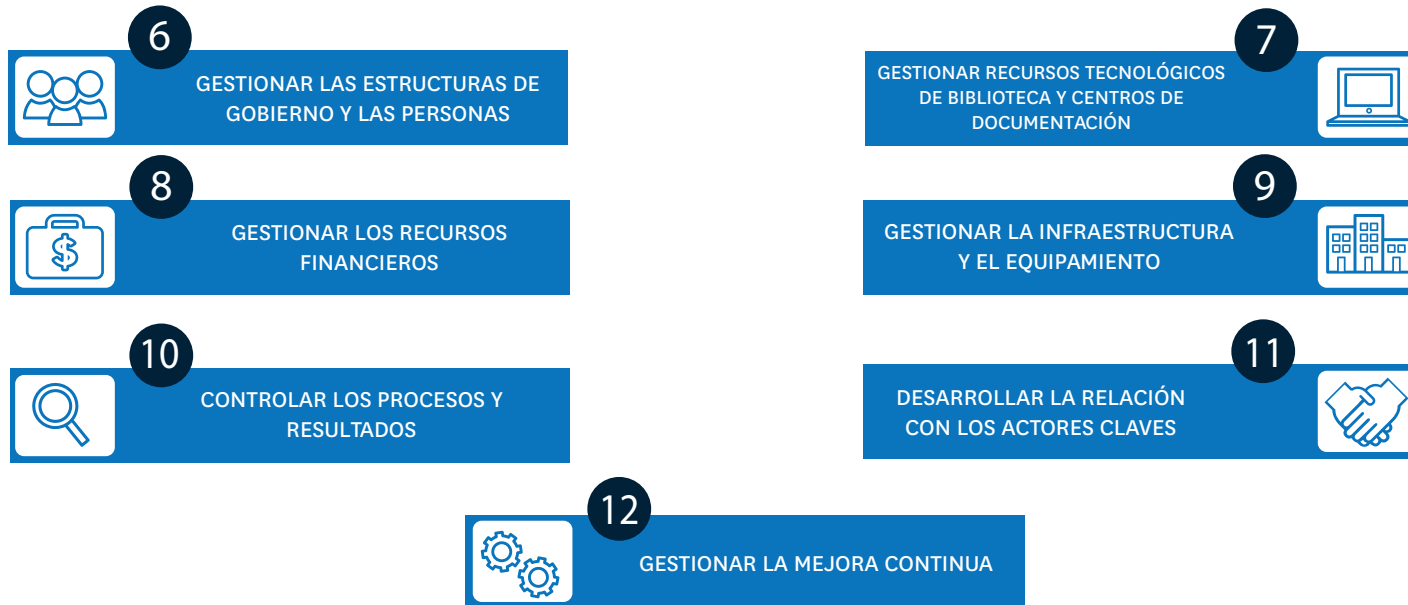 6
GESTIONAR LAS ESTRUCTURAS DE
GOBIERNO Y LAS PERSONAS
7
GESTIONAR RECURSOS TECNOLÓGICOS
DE BIBLIOTECA Y CENTROS DE
DOCUMENTACIÓN
8
GESTIONAR LOS RECURSOS
FINANCIEROS
$
9
GESTIONAR LA INFRAESTRUCTURA
Y EL EQUIPAMIENTO
10
CONTROLAR LOS PROCESOS Y
RESULTADOS
11
DESARROLLAR LA RELACIÓN
CON LOS ACTORES CLAVES
12
GESTIONAR LA MEJORA CONTINUA